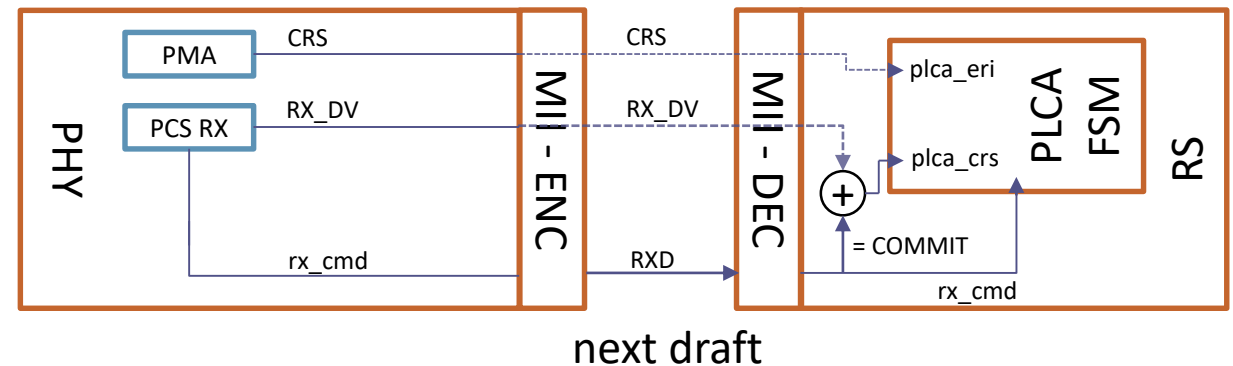 CRS
CRS
PMA
plca_eri
RX_DV
RX_DV
PCS RX
PHY
MII - ENC
MII - DEC
plca_crs
PLCA
FSM
RS
+
= COMMIT
rx_cmd
RXD
rx_cmd
next draft